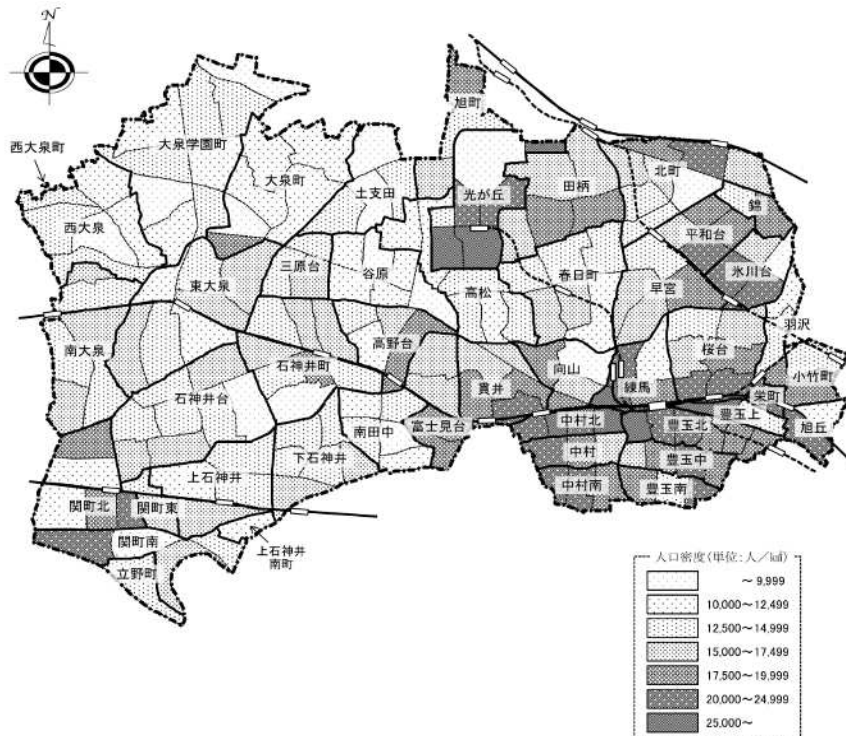 N
旭町
西大泉町
大泉学園町
大泉町
土支田
光が丘
田柄
北町
錦
西大泉
平和台
東大泉
三原台
谷原
春日町
氷川台
高松
早宮
羽沢
南大泉
高野台
向山
桜台
石神井町
小竹町
石神井台
貫井
練馬
栄町
南田中
富士見台
中村北
豊玉北
豊玉上
旭丘
下石神井
中村
豊玉中
上石神井
中村南
豊玉南
関町北
関町東
関町南
上石神井
南町
立野町
人口密度(単位:人/k㎡)
～9,999
10,000～12,499
12,500～14,999
15,000～17,499
17,500～19,999
20,000～24,999
25,000～